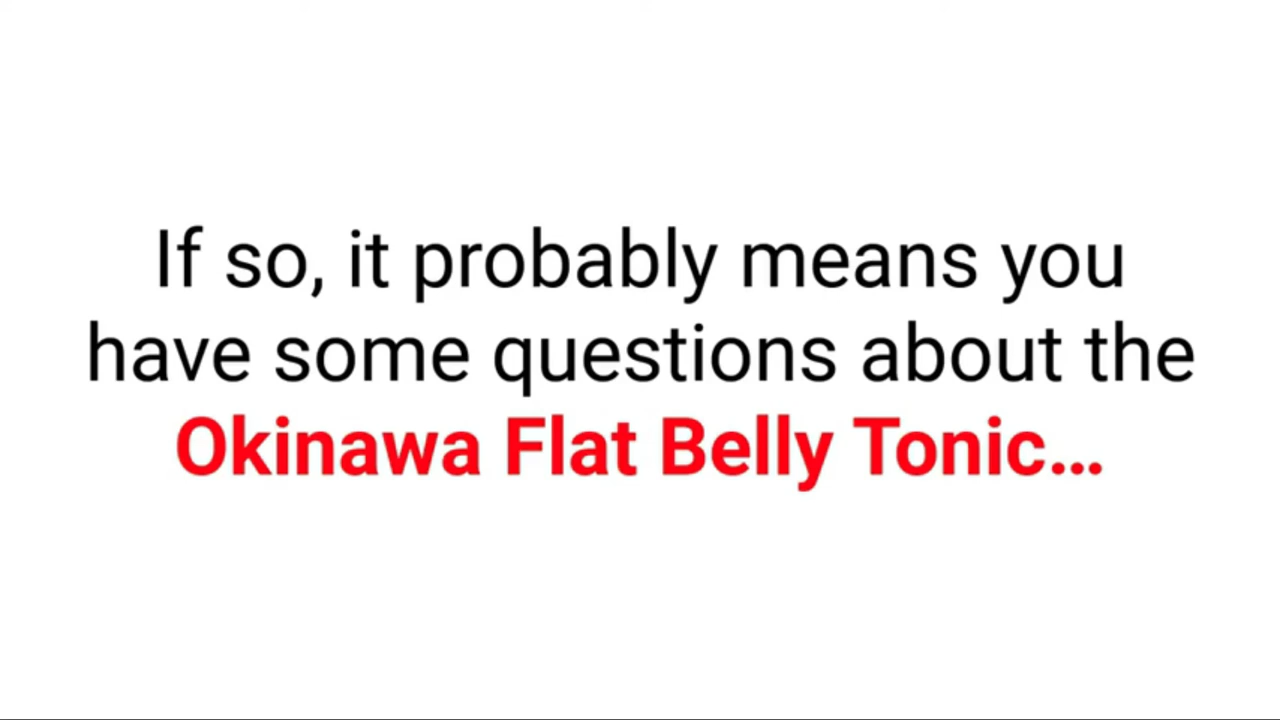 If so, it probably means you
have some questions about the
Okinawa Flat Belly Tonic...